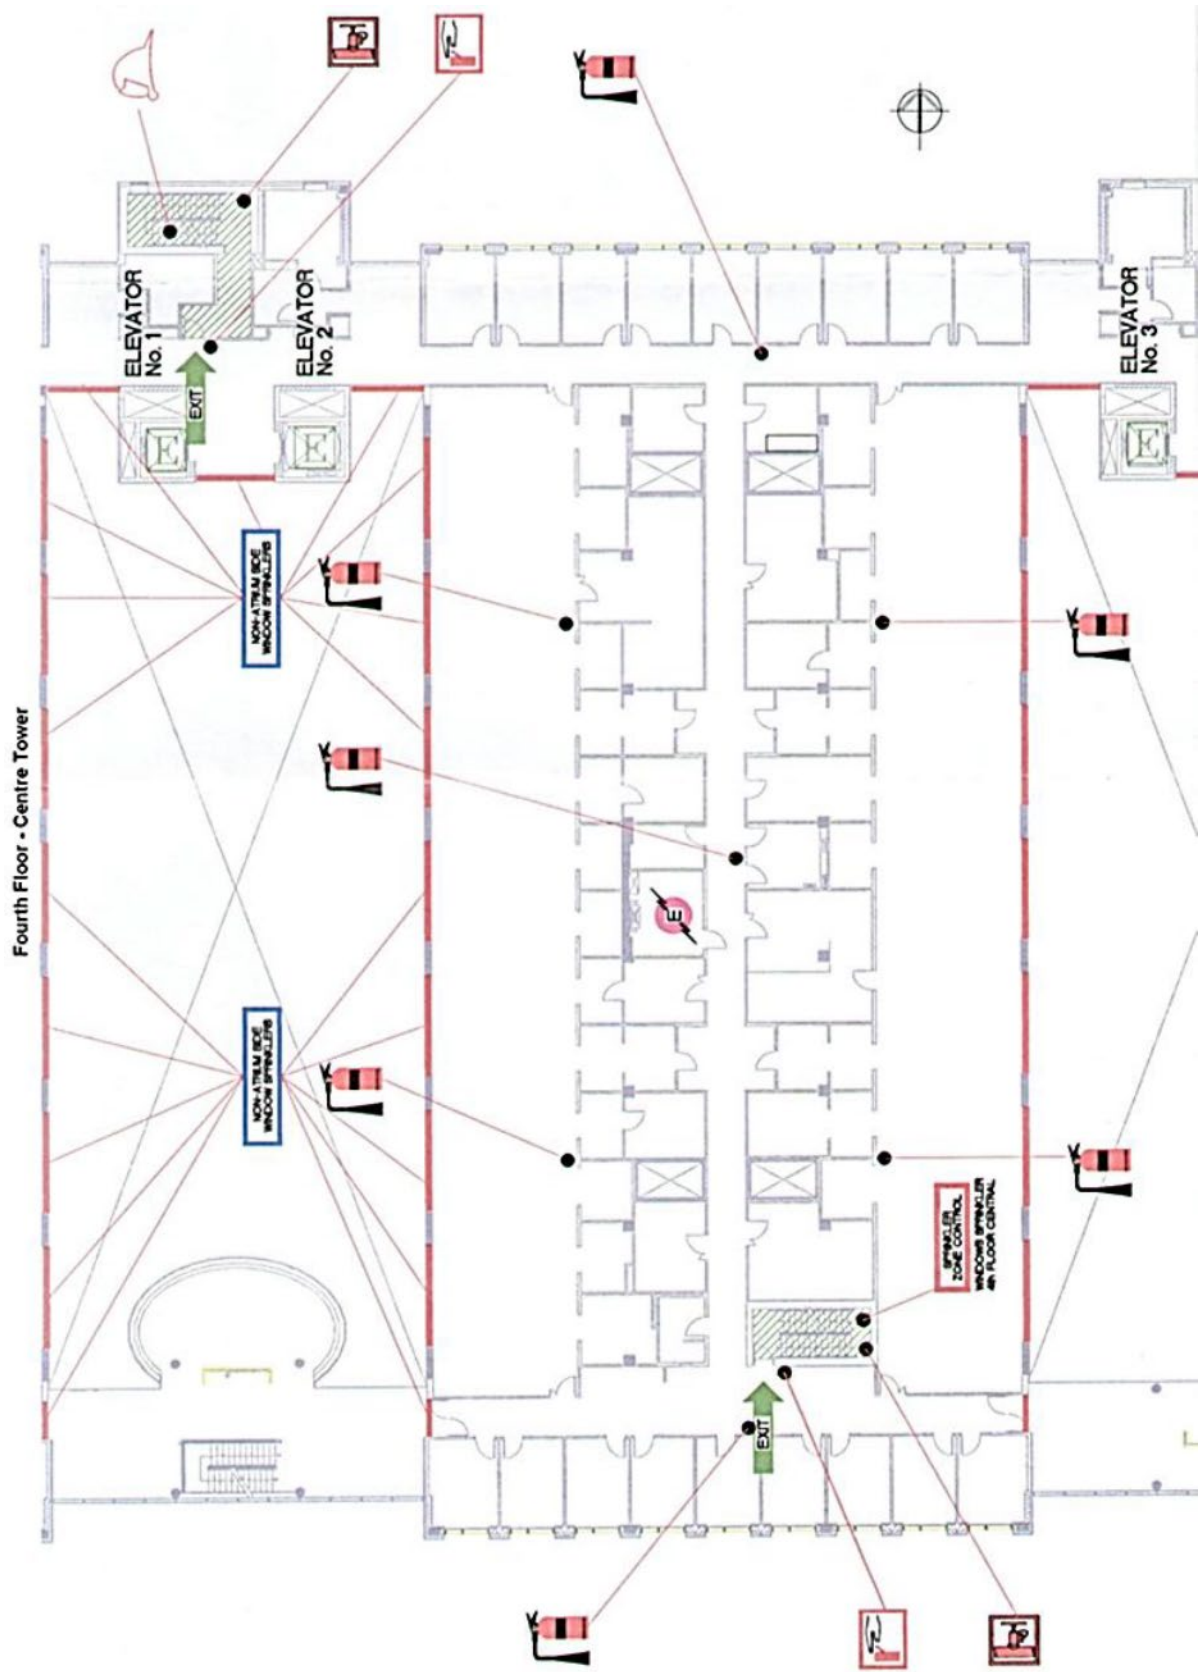 Fourth Floor - Centre Tower
ELEVATOR
No. 1
ELEVATOR
No. 2
ELEVATOR
No. 3
EXIT
E
E
E
NON-ATRIUM SIDE
WINDOW SPRINKLERS
NON-ATRIUM SIDE
WINDOW SPRINKLERS
E
SPRINKLER
ZONE CONTROL
WINDOWS SPRINKLER
4th FLOOR CENTRAL
EXIT